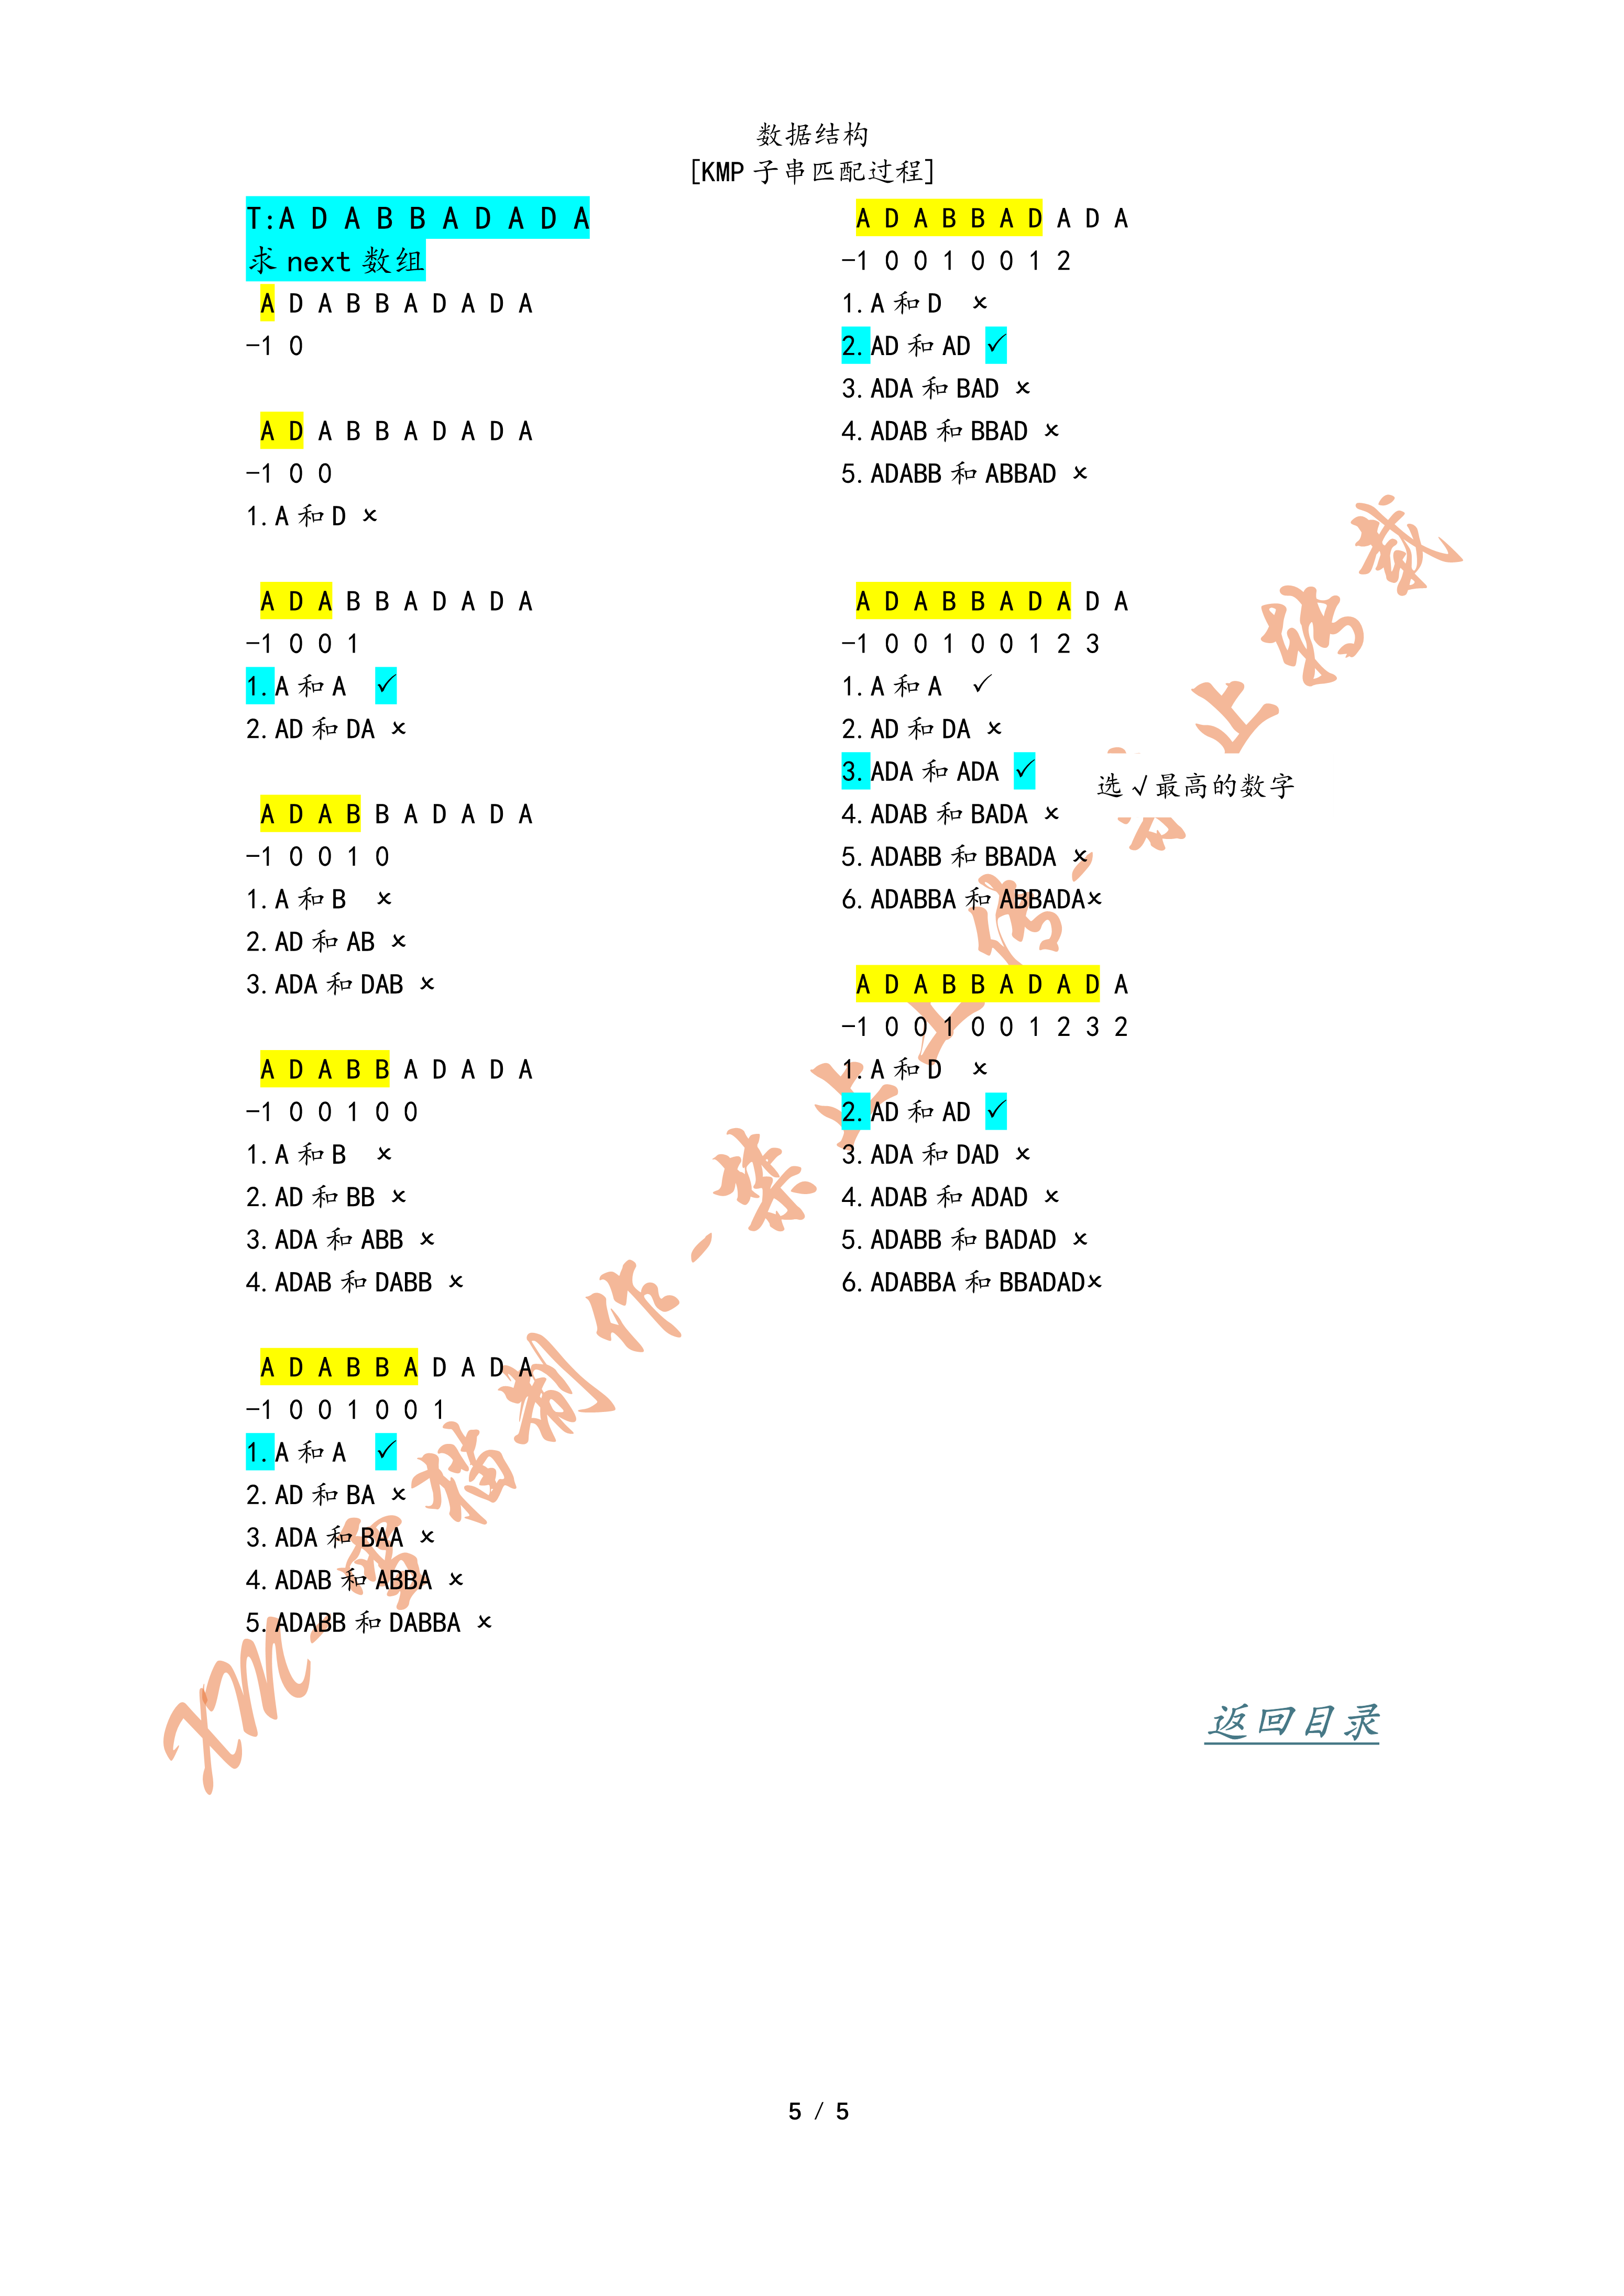 数据结构
[KMP 子串匹配过程]
T:A D A B B A D A D A
求 next 数组
A D A B B A D A D A
-1 0
A D A B B A D A D A
-1 0 0
1.A 和 D ×
A D A B B A D A D A
-1 0 0 1
1.A 和 A ✓
2.AD 和 DA ×
A D A B B A D A D A
-1 0 0 1 0
1.A 和 B ×
2.AD 和 AB ×
3.ADA 和 DAB ×
A D A B B A D A D A
-1 0 0 1 0 0
1.A 和 B ×
2.AD 和 BB ×
3.ADA 和 ABB ×
4.ADAB 和 DABB ×
A D A B B A D A D A
-1 0 0 1 0 0 1
1.A 和 A ✓
2.AD 和 BA ×
3.ADA 和 BAA ×
4.ADAB 和 ABBA ×
5.ADABB 和 DABBA ×
A D A B B A D A D A
-1 0 0 1 0 0 1 2
1.A 和 D ×
2.AD 和 AD ✓
3.ADA 和 BAD ×
4.ADAB 和 BBAD ×
5.ADABB 和 ABBAD ×
A D A B B A D A D A
-1 0 0 1 0 0 1 2 3
1.A 和 A ✓
2.AD 和 DA ×
3.ADA 和 ADA ✓
选√最高的数字
4.ADAB 和 BADA ×
5.ADABB 和 BBADA ×
6.ADABBA 和 ABBADA×
A D A B B A D A D A
-1 0 0 1 0 0 1 2 3 2
1.A 和 D ×
2.AD 和 AD ✓
3.ADA 和 DAD ×
4.ADAB 和 ADAD ×
5.ADABB 和 BADAD ×
6.ADABBA 和 BBADAD×
返回目录
5 / 5
XM-雪猫制作-禁止上传-禁止转载